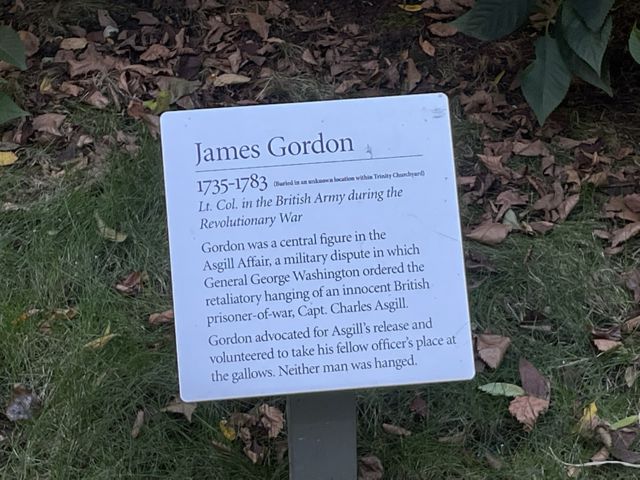 James Gordon
1735-1783 (Buried in an unknown location within Trinity Churchyard)
Lt. Col. in the British Army during the
Revolutionary War
Gordon was a central figure in the
Asgill Affair, a military dispute in which
General George Washington ordered the
retaliatory hanging of an innocent British
prisoner-of-war, Capt. Charles Asgill.
Gordon advocated for Asgill's release and
volunteered to take his fellow officer's place at
the gallows. Neither man was hanged.